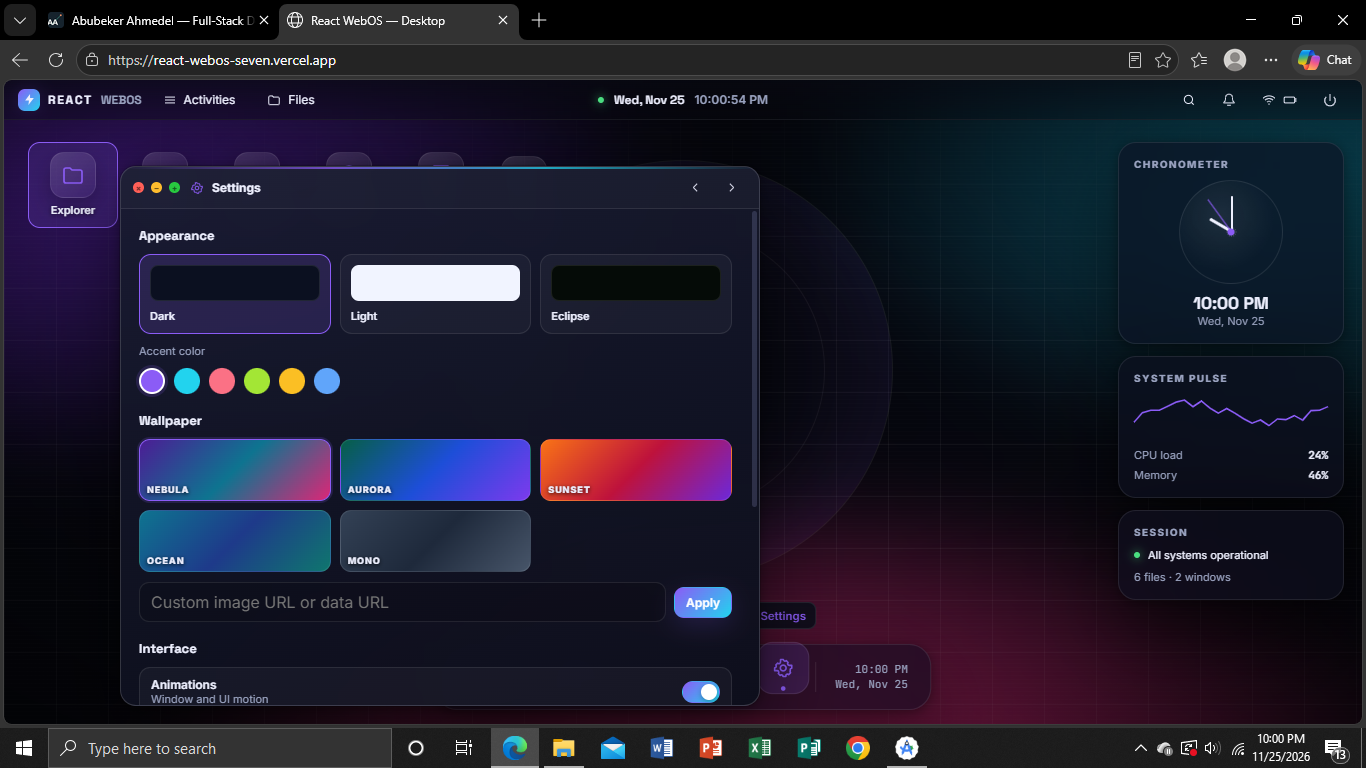 Abubeker Ahmedel — Full-Stack D
React WebOS — Desktop
https://react-webos-seven.vercel.app
Chat
REACT WEBOS
Activities
Files
Wed, Nov 25 10:00:54 PM
Explorer
Settings
Appearance
Dark
Light
Eclipse
Accent color
Wallpaper
NEBULA
AURORA
SUNSET
OCEAN
MONO
Custom image URL or data URL
Apply
Interface
Animations
Window and UI motion
CHRONOMETER
10:00 PM
Wed, Nov 25
SYSTEM PULSE
CPU load 24%
Memory 46%
SESSION
All systems operational
6 files · 2 windows
Settings
10:00 PM
Wed, Nov 25
Type here to search
10:00 PM
11/25/2026
13